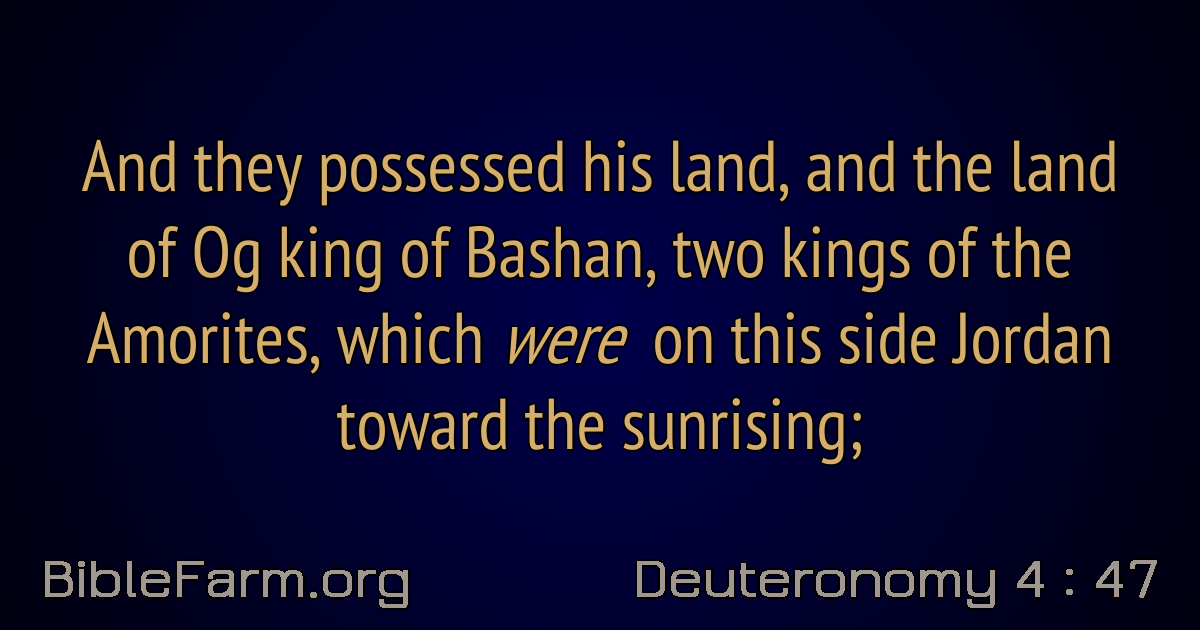 And they possessed his land, and the land
of Og king of Bashan, two kings of the
Amorites, which were on this side Jordan
toward the sunrising;
BibleFarm.org
Deuteronomy 4 : 47